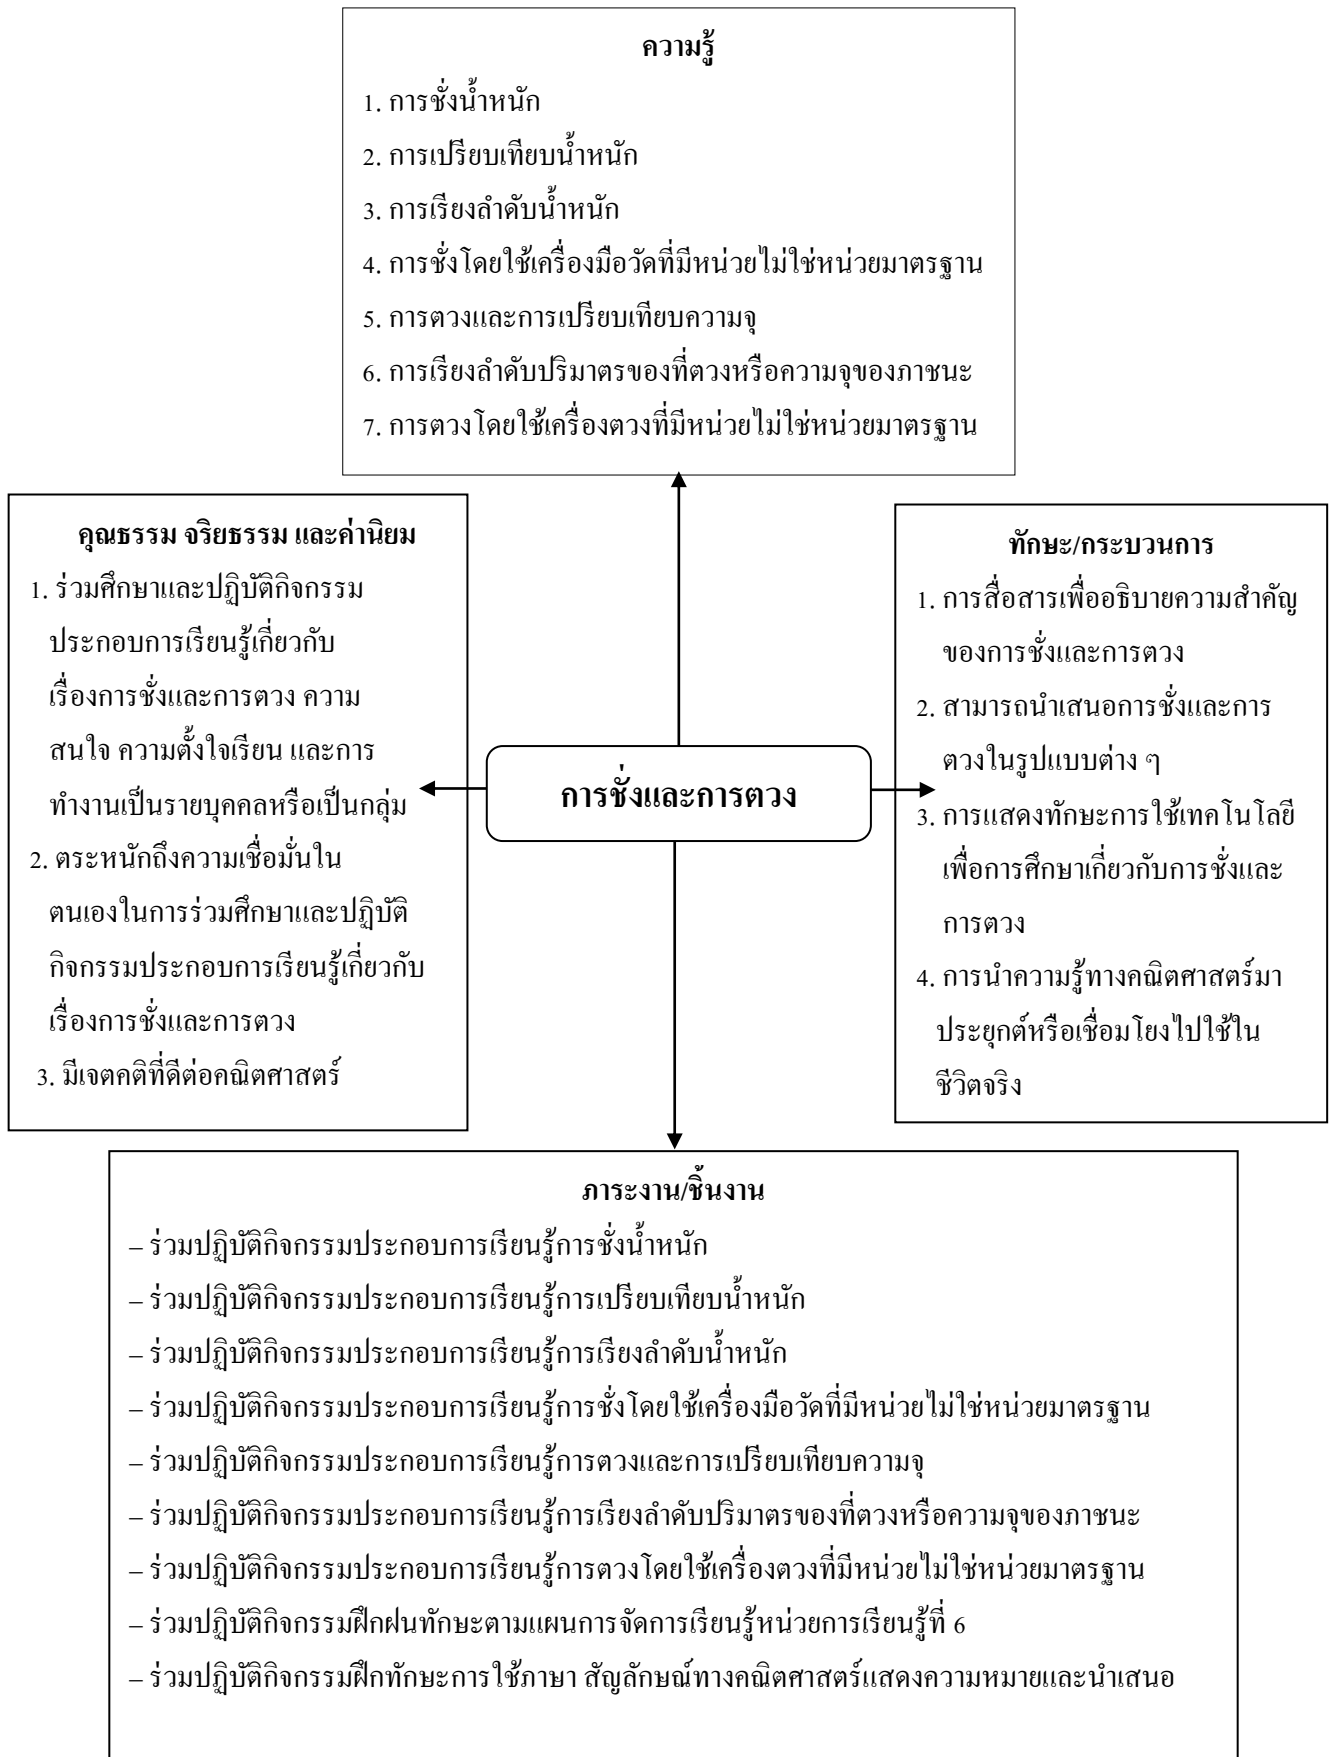 ความรู้
1. การชั่งน้ำหนัก
2. การเปรียบเทียบน้ำหนัก
3. การเรียงลำดับน้ำหนัก
4. การชั่งโดยใช้เครื่องมือวัดที่มีหน่วยไม่ใช่หน่วยมาตรฐาน
5. การตวงและการเปรียบเทียบความจุ
6. การเรียงลำดับปริมาตรของที่ตวงหรือความจุของภาชนะ
7. การตวงโดยใช้เครื่องตวงที่มีหน่วยไม่ใช่หน่วยมาตรฐาน
คุณธรรม จริยธรรม และค่านิยม
1. ร่วมศึกษาและปฏิบัติกิจกรรม
ประกอบการเรียนรู้เกี่ยวกับ
เรื่องการชั่งและการตวง ความ
สนใจ ความตั้งใจเรียน และการ
ทำงานเป็นรายบุคคลหรือเป็นกลุ่ม
2. ตระหนักถึงความเชื่อมั่นใน
ตนเองในการร่วมศึกษาและปฏิบัติ
กิจกรรมประกอบการเรียนรู้เกี่ยวกับ
เรื่องการชั่งและการตวง
3. มีเจตคติที่ดีต่อคณิตศาสตร์
การชั่งและการตวง
ทักษะ/กระบวนการ
1. การสื่อสารเพื่ออธิบายความสำคัญ
ของการชั่งและการตวง
2. สามารถนำเสนอการชั่งและการ
ตวงในรูปแบบต่าง ๆ
3. การแสดงทักษะการใช้เทคโนโลยี
เพื่อการศึกษาเกี่ยวกับการชั่งและ
การตวง
4. การนำความรู้ทางคณิตศาสตร์มา
ประยุกต์หรือเชื่อมโยงไปใช้ใน
ชีวิตจริง
ภาระงาน/ชิ้นงาน
– ร่วมปฏิบัติกิจกรรมประกอบการเรียนรู้การชั่งน้ำหนัก
– ร่วมปฏิบัติกิจกรรมประกอบการเรียนรู้การเปรียบเทียบน้ำหนัก
– ร่วมปฏิบัติกิจกรรมประกอบการเรียนรู้การเรียงลำดับน้ำหนัก
– ร่วมปฏิบัติกิจกรรมประกอบการเรียนรู้การชั่งโดยใช้เครื่องมือวัดที่มีหน่วยไม่ใช่หน่วยมาตรฐาน
– ร่วมปฏิบัติกิจกรรมประกอบการเรียนรู้การตวงและการเปรียบเทียบความจุ
– ร่วมปฏิบัติกิจกรรมประกอบการเรียนรู้การเรียงลำดับปริมาตรของที่ตวงหรือความจุของภาชนะ
– ร่วมปฏิบัติกิจกรรมประกอบการเรียนรู้การตวงโดยใช้เครื่องตวงที่มีหน่วยไม่ใช่หน่วยมาตรฐาน
– ร่วมปฏิบัติกิจกรรมฝึกฝนทักษะตามแผนการจัดการเรียนรู้หน่วยการเรียนรู้ที่ 6
– ร่วมปฏิบัติกิจกรรมฝึกทักษะการใช้ภาษา สัญลักษณ์ทางคณิตศาสตร์แสดงความหมายและนำเสนอ